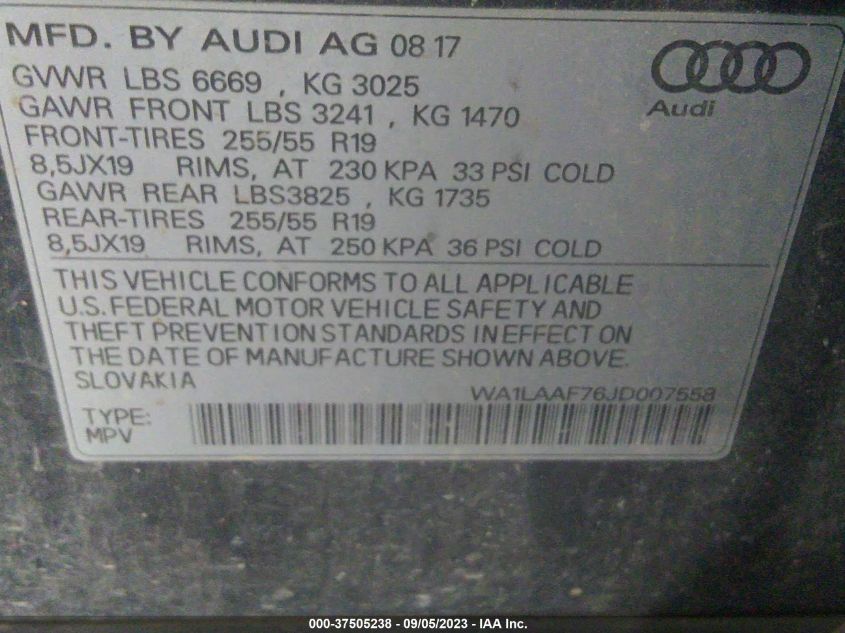 MFD. BY AUDI AG 08 17
GVWR LBS 6669 , KG 3025
GAWR FRONT LBS 3241 , KG 1470
FRONT-TIRES 255/55 R19
8,5JX19 RIMS, AT 230 KPA 33 PSI COLD
GAWR REAR LBS3825 , KG 1735
REAR-TIRES 255/55 R19
8,5JX19 RIMS, AT 250 KPA 36 PSI COLD
Audi
THIS VEHICLE CONFORMS TO ALL APPLICABLE
U.S. FEDERAL MOTOR VEHICLE SAFETY AND
THEFT PREVENTION STANDARDS IN EFFECT ON
THE DATE OF MANUFACTURE SHOWN ABOVE.
SLOVAKIA
WA1LAAF76JD007558
TYPE:
MPV
000-37505238 - 09/05/2023 - IAA Inc.